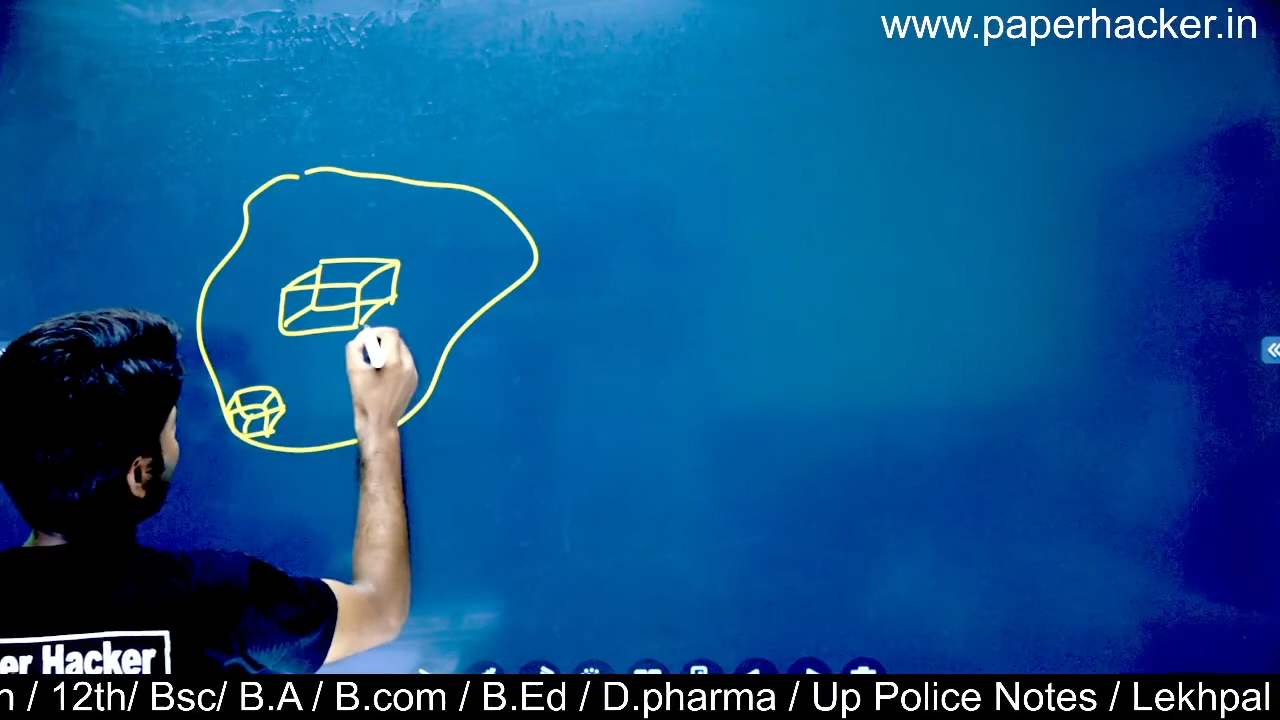 www.paperhacker.in
er Hacker
n / 12th/ Bsc/ B.A / B.com / B.Ed / D.pharma / Up Police Notes / Lekhpal